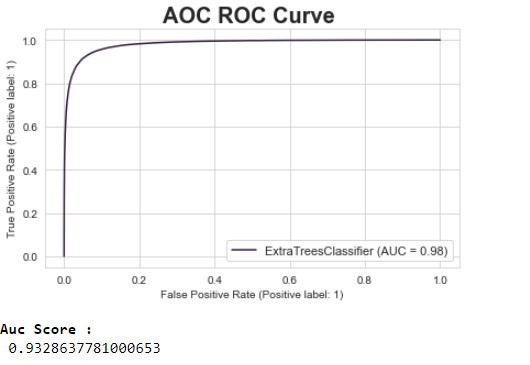 AOC ROC Curve
True Positive Rate (Positive label: 1)
1.0
0.8
0.6
0.4
0.2
0.0
ExtraTreesClassifier (AUC = 0.98)
0.0 0.2 0.4 0.6 0.8 1.0
False Positive Rate (Positive label: 1)
Auc Score :
0.9328637781000653